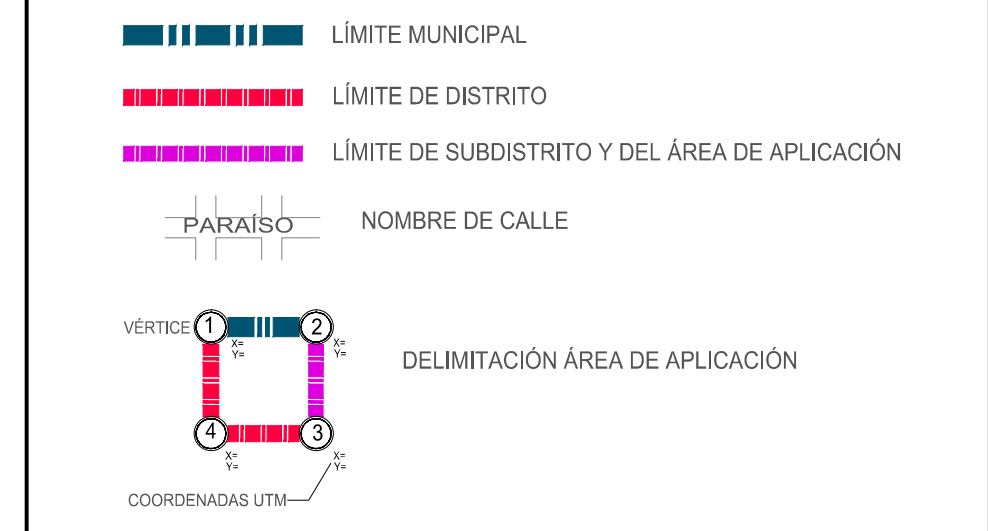 LÍMITE MUNICIPAL
LÍMITE DE DISTRITO
LÍMITE DE SUBDISTRITO Y DEL ÁREA DE APLICACIÓN
PARAÍSO
NOMBRE DE CALLE
VÉRTICE
1
2
X=
Y=
X=
Y=
DELIMITACIÓN ÁREA DE APLICACIÓN
4
3
X=
Y=
X=
Y=
COORDENADAS UTM